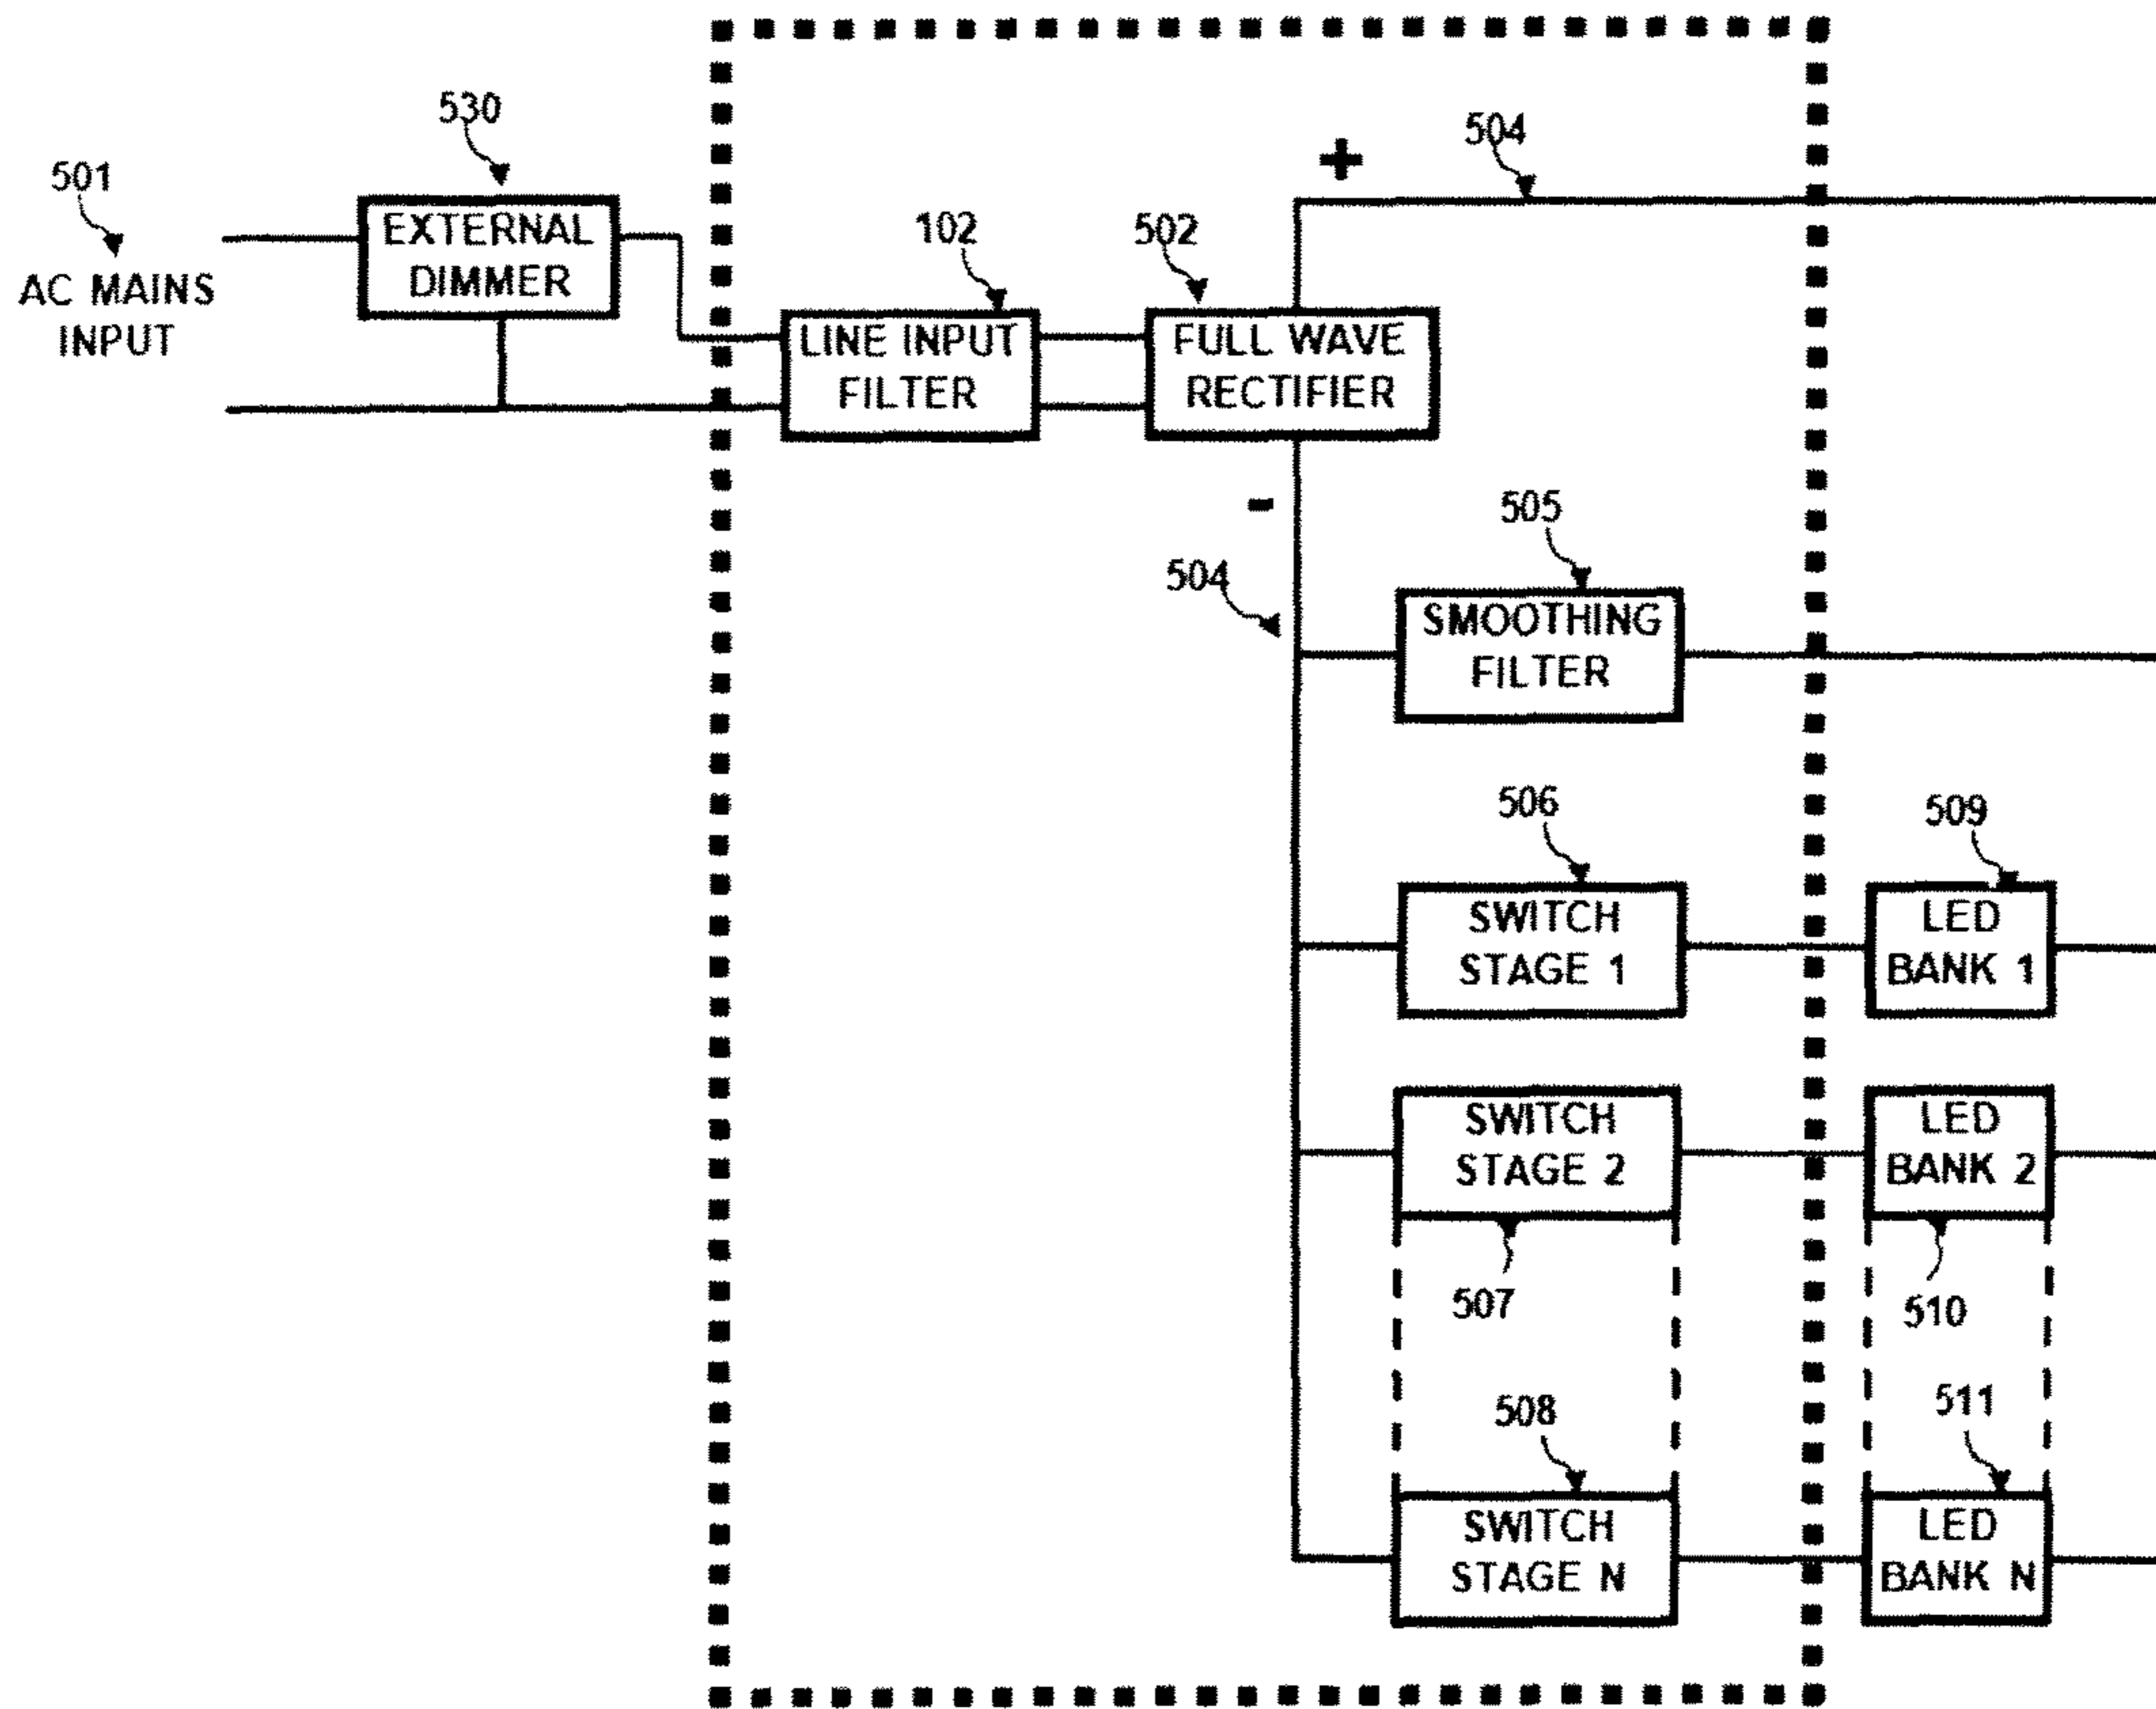 530
501
EXTERNAL
DIMMER
AC MAINS
INPUT
+
504
102
502
LINE INPUT
FILTER
FULL WAVE
RECTIFIER
-
504
505
SMOOTHING
FILTER
506
509
SWITCH
STAGE 1
LED
BANK 1
SWITCH
STAGE 2
LED
BANK 2
507
510
508
511
SWITCH
STAGE N
LED
BANK N